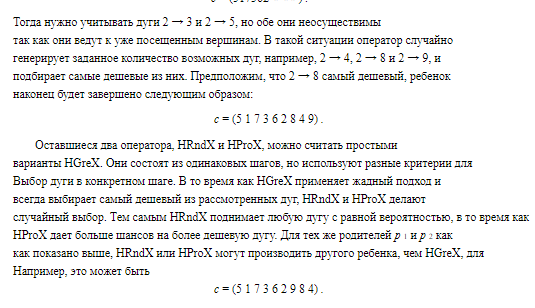 Тогда нужно учитывать дуги 2 → 3 и 2 → 5, но обе они неосуществимы
так как они ведут к уже посещенным вершинам. В такой ситуации оператор случайно
генерирует заданное количество возможных дуг, например, 2 → 4, 2 → 8 и 2 → 9, и
подбирает самые дешевые из них. Предположим, что 2 → 8 самый дешевый, ребенок
наконец будет завершено следующим образом:
c = (5 1 7 3 6 2 8 4 9) .
Оставшиеся два оператора, HRndX и HProX, можно считать простыми
варианты HGreX. Они состоят из одинаковых шагов, но используют разные критерии для
Выбор дуги в конкретном шаге. В то время как HGreX применяет жадный подход и
всегда выбирает самый дешевый из рассмотренных дуг, HRndX и HProX делают
случайный выбор. Тем самым HRndX поднимает любую дугу с равной вероятностью, в то время как
HProX дает больше шансов на более дешевую дугу. Для тех же родителей p 1 и p 2 как
как показано выше, HRndX или HProX могут производить другого ребенка, чем HGreX, для
Например, это может быть
c = (5 1 7 3 6 2 9 8 4) .